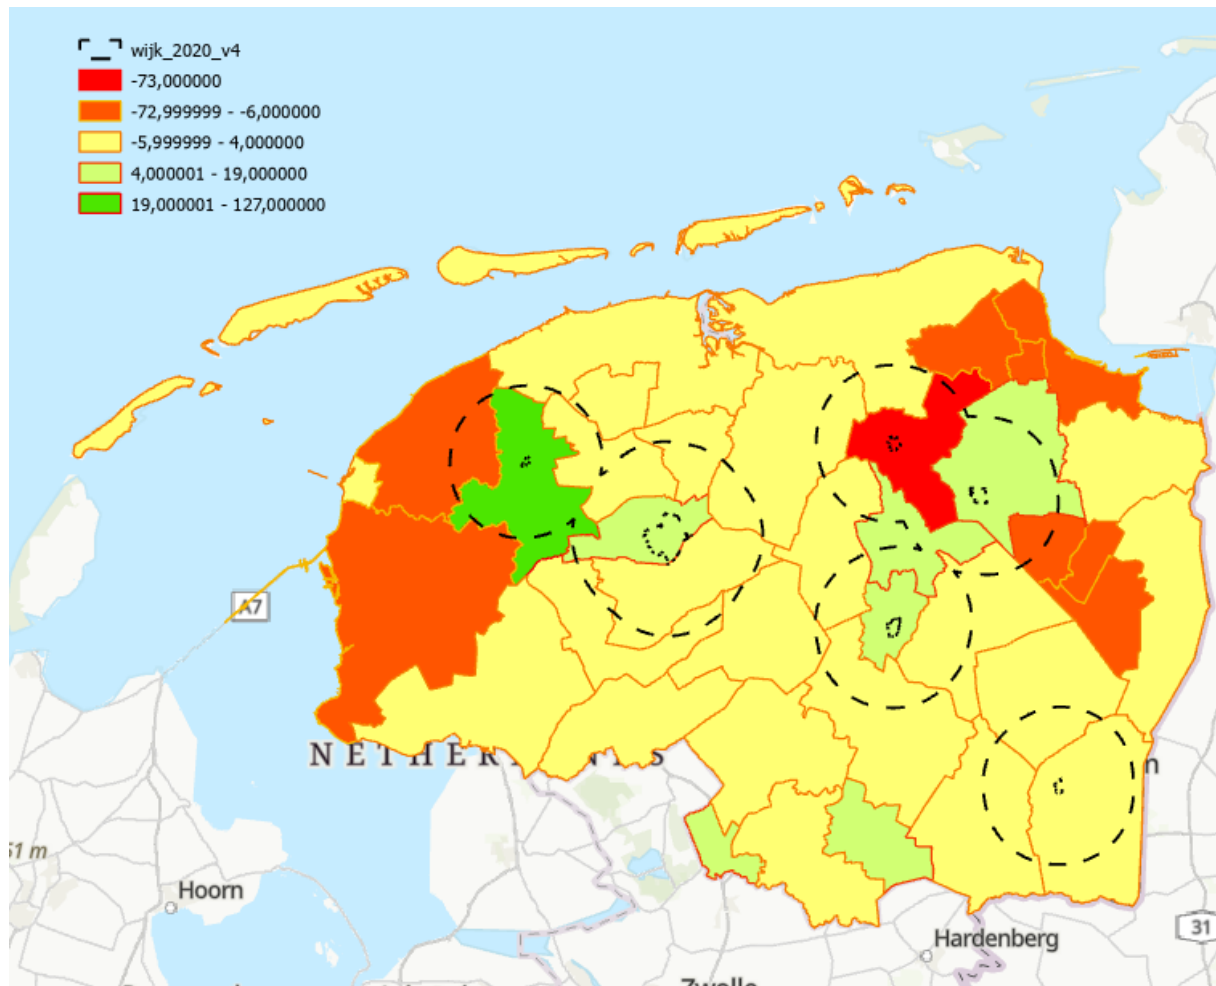 wijk_2020_v4
-73,000000
-72,999999 - -6,000000
-5,999999 - 4,000000
4,000001 - 19,000000
19,000001 - 127,000000
A7
51 m
Hoorn
31
Hardenberg